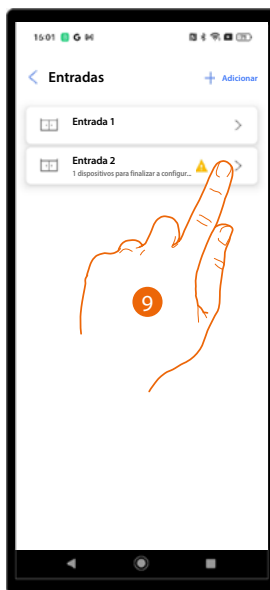 15:01
Entradas
Adicionar
Entrada 1
Entrada 2
1 dispositivos para finalizar a configur...
9